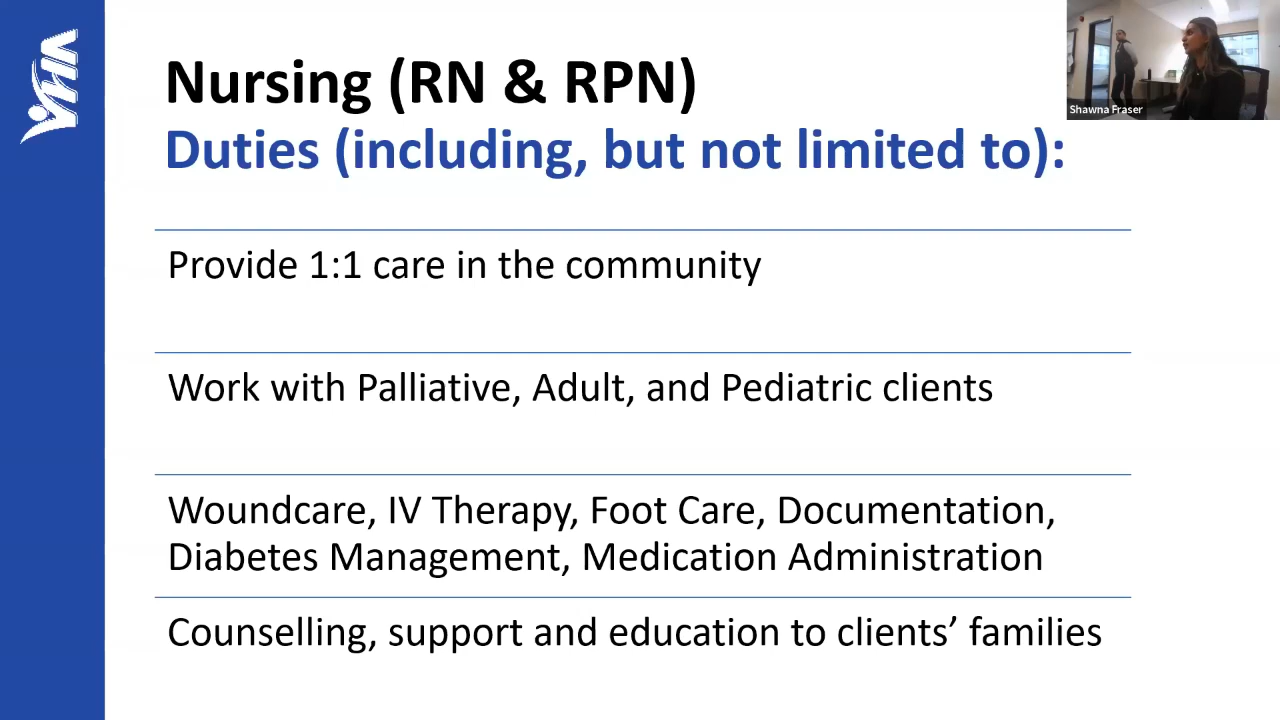 VHA
Nursing (RN & RPN)
Duties (including, but not limited to):
Shawna Fraser
Provide 1:1 care in the community
Work with Palliative, Adult, and Pediatric clients
Woundcare, IV Therapy, Foot Care, Documentation,
Diabetes Management, Medication Administration
Counselling, support and education to clients’ families